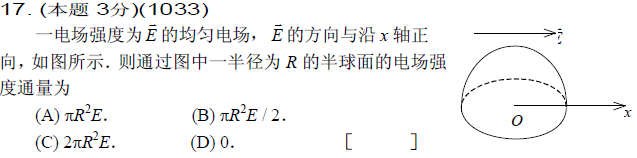 17. (本题 3分)(1033)
一电场强度为 E⃗ 的均匀电场， E⃗ 的方向与沿 x 轴正
向，如图所示．则通过图中一半径为 R 的半球面的电场强
度通量为
(A) πR²E． (B) πR²E / 2．
(C) 2πR²E． (D) 0． [ ]
E⃗
O x